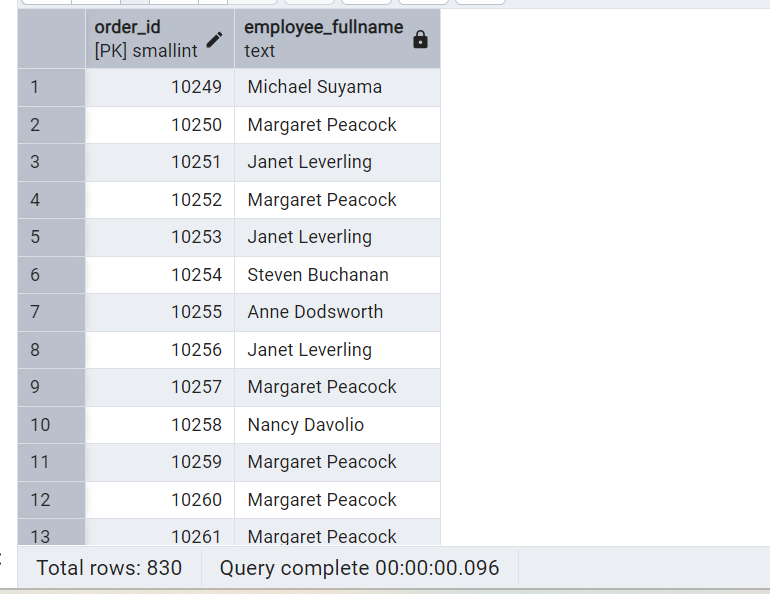 order_id employee_fullname
[PK] smallint text
1 10249 Michael Suyama
2 10250 Margaret Peacock
3 10251 Janet Leverling
4 10252 Margaret Peacock
5 10253 Janet Leverling
6 10254 Steven Buchanan
7 10255 Anne Dodsworth
8 10256 Janet Leverling
9 10257 Margaret Peacock
10 10258 Nancy Davolio
11 10259 Margaret Peacock
12 10260 Margaret Peacock
13 10261 Margaret Peacock
Total rows: 830 Query complete 00:00:00.096